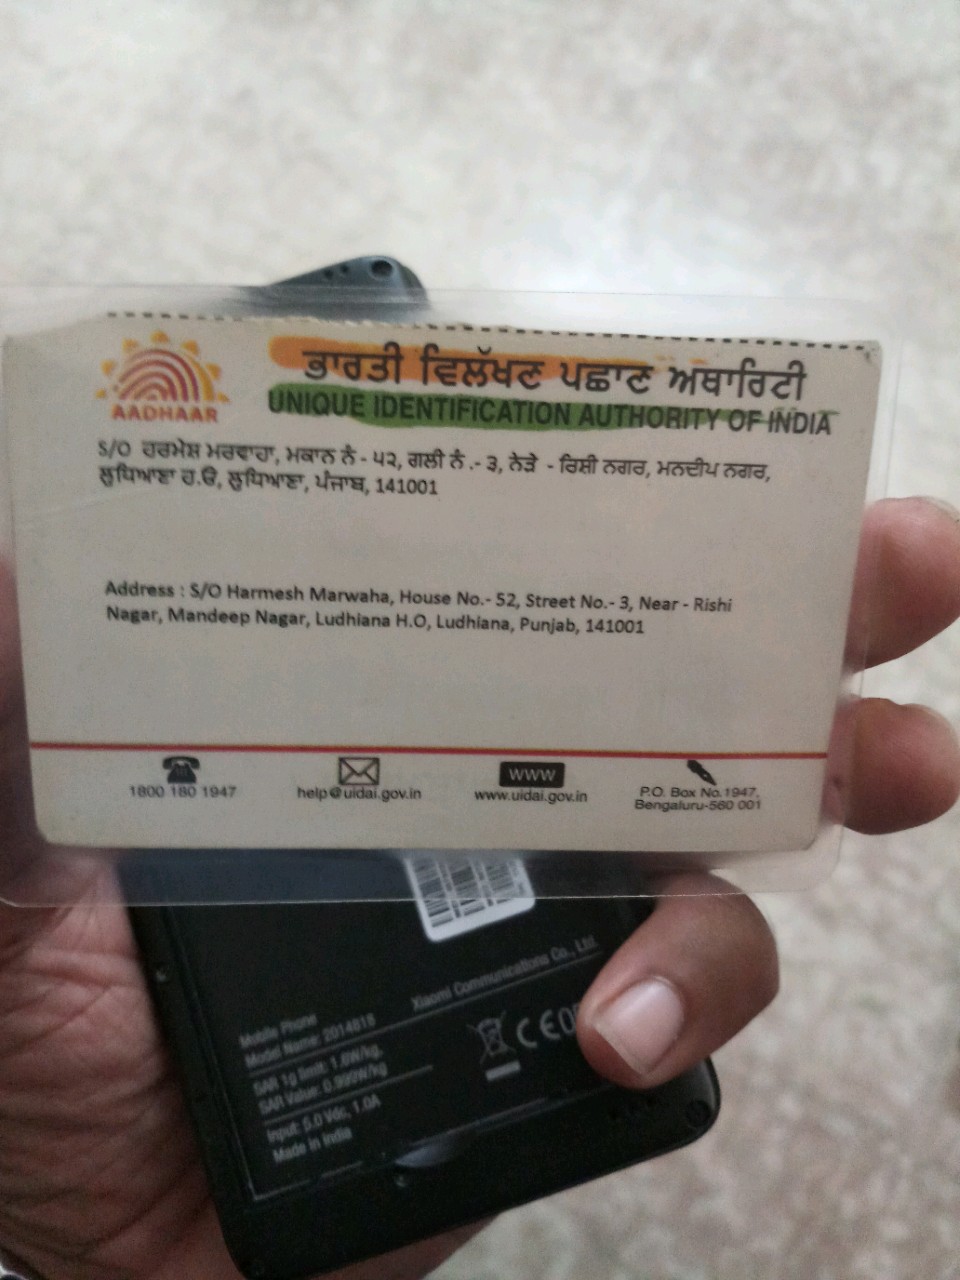 AADHAAR
ਭਾਰਤੀ ਵਿਲੱਖਣ ਪਛਾਣ ਅਥਾਰਿਟੀ
UNIQUE IDENTIFICATION AUTHORITY OF INDIA
S/O ਹਰਮੇਸ਼ ਮਰਵਾਹਾ, ਮਕਾਨ ਨੰ - ੫੨, ਗਲੀ ਨੰ .- ੩, ਨੇੜੇ - ਰਿਸ਼ੀ ਨਗਰ, ਮਨਦੀਪ ਨਗਰ,
ਲੁਧਿਆਣਾ ਹ.ਓ, ਲੁਧਿਆਣਾ, ਪੰਜਾਬ, 141001
Address : S/O Harmesh Marwaha, House No.- 52, Street No.- 3, Near - Rishi
Nagar, Mandeep Nagar, Ludhiana H.O, Ludhiana, Punjab, 141001
1800 180 1947
help@uidai.gov.in
WWW
www.uidai.gov.in
P.O. Box No.1947,
Bengaluru-560 001
Xiaomi Communications Co., Ltd.
Mobile Phone
Model Name: 2014818
SAR 1g limit: 1.6W/kg,
SAR Value: 0.990W/kg
Input: 5.0 Vdc, 1.0A
Made in India